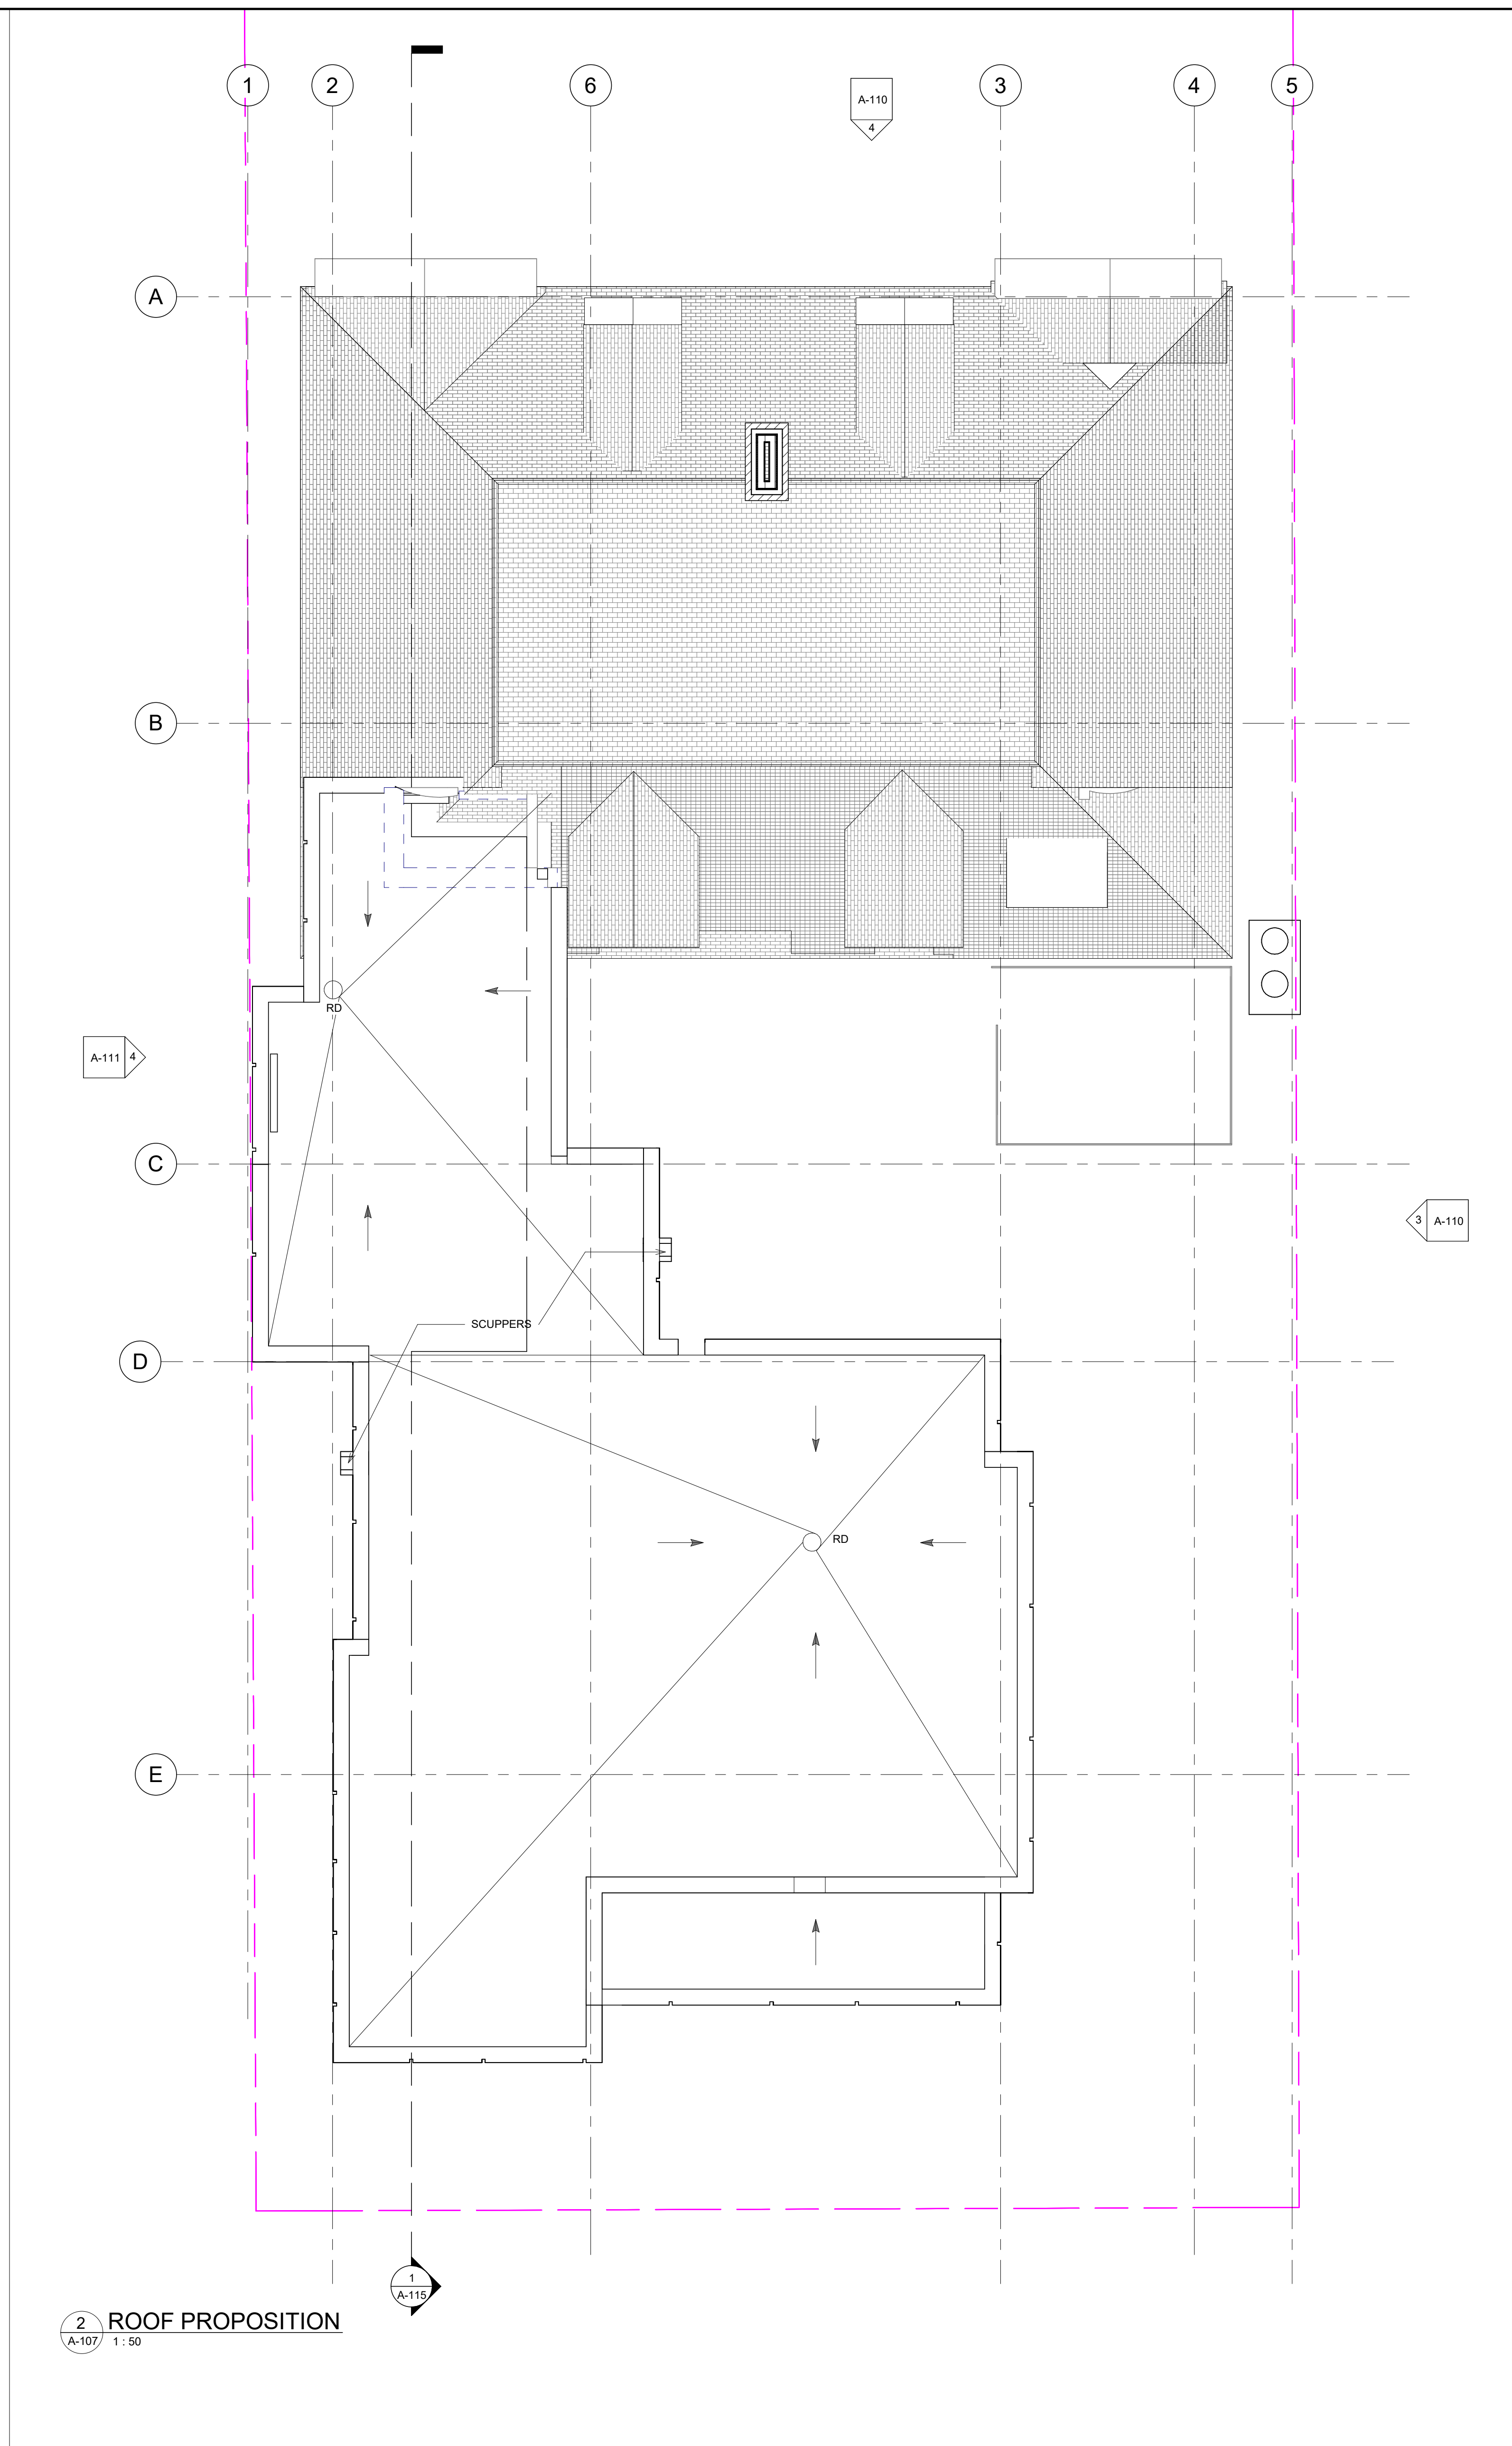 1
2
6
3
4
5
A-110
4
A
B
RD
A-111
4
C
3
A-110
SCUPPERS
D
RD
E
1
A-115
2
ROOF PROPOSITION
A-107
1 : 50